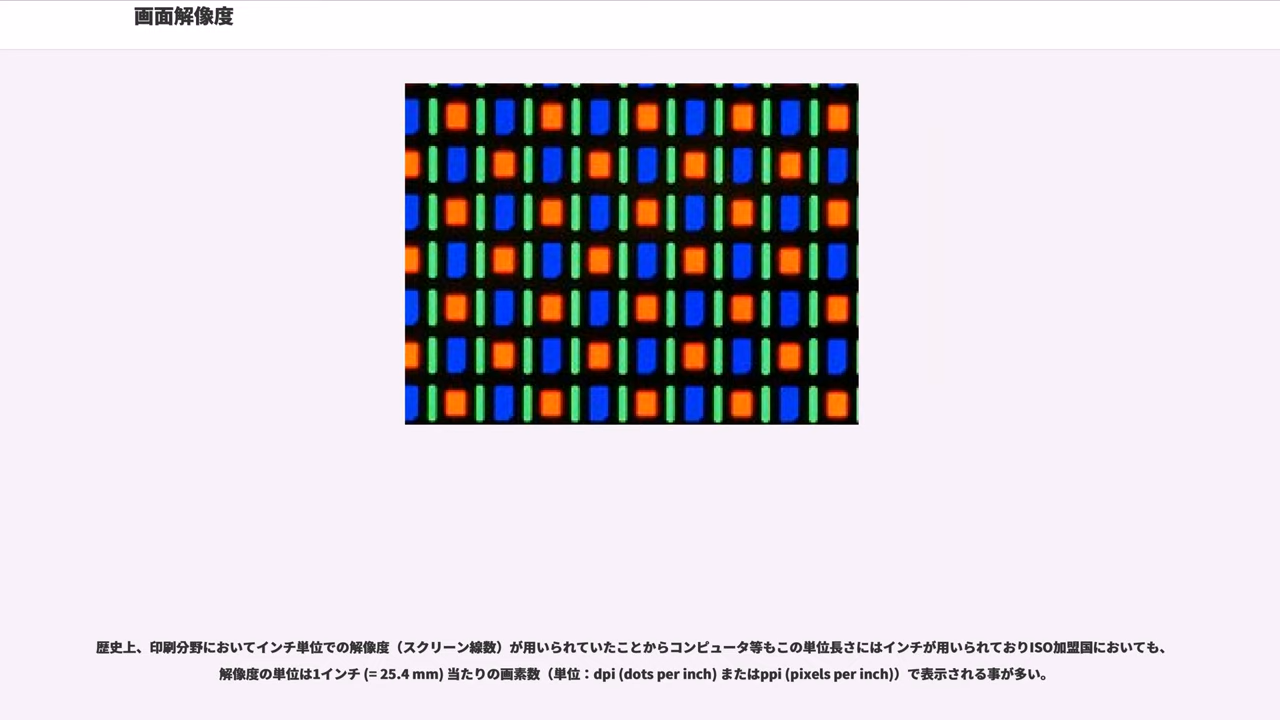 画面解像度
歴史上、印刷分野においてインチ単位での解像度（スクリーン線数）が用いられていたことからコンピュータ等もこの単位長さにはインチが用いられておりISO加盟国においても、
解像度の単位は1インチ (= 25.4 mm) 当たりの画素数（単位：dpi (dots per inch) またはppi (pixels per inch)）で表示される事が多い。